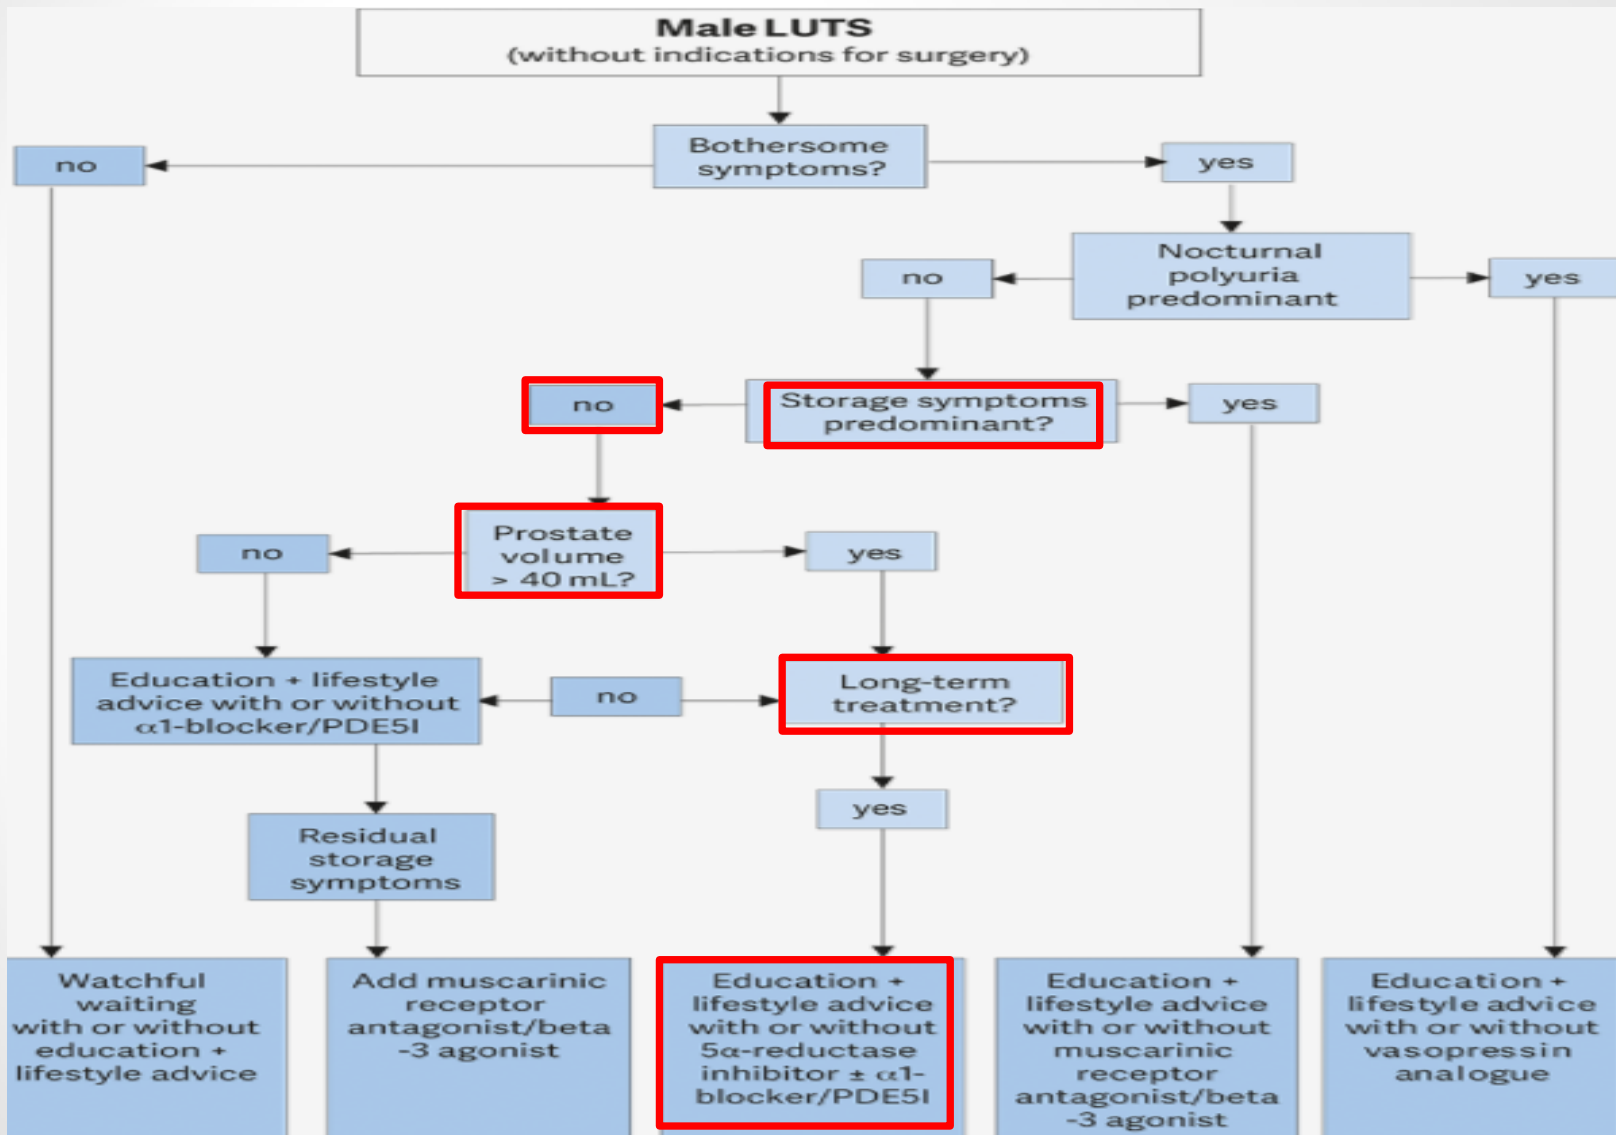 Male LUTS
(without indications for surgery)
Bothersome
symptoms?
no
yes
Nocturnal
polyuria
predominant
no
yes
Storage symptoms
predominant?
no
yes
Prostate
volume
> 40 mL?
no
yes
Education + lifestyle
advice with or without
α1-blocker/PDE5I
no
Long-term
treatment?
yes
Residual
storage
symptoms
Watchful
waiting
with or without
education +
lifestyle advice
Add muscarinic
receptor
antagonist/beta
-3 agonist
Education +
lifestyle advice
with or without
5α-reductase
inhibitor ± α1-
blocker/PDE5I
Education +
lifestyle advice
with or without
muscarinic
receptor
antagonist/beta
-3 agonist
Education +
lifestyle advice
with or without
vasopressin
analogue